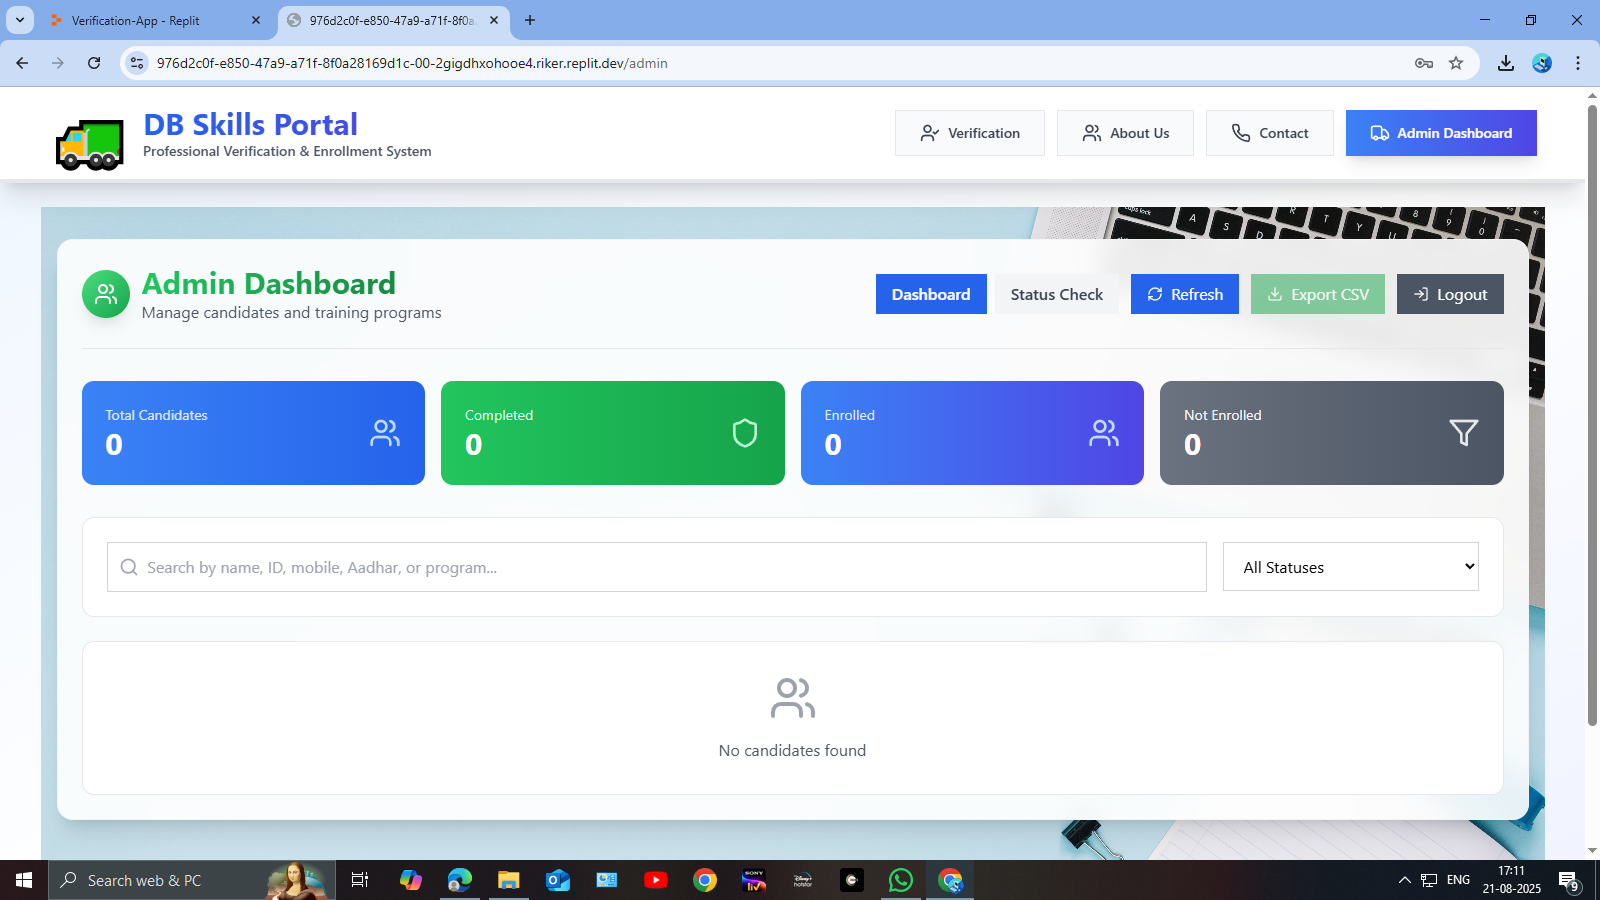 Verification-App - Replit
976d2c0f-e850-47a9-a71f-8f0a
976d2c0f-e850-47a9-a71f-8f0a28169d1c-00-2gigdhxohooe4.riker.replit.dev/admin
DB Skills Portal
Professional Verification & Enrollment System
Verification
About Us
Contact
Admin Dashboard
Admin Dashboard
Manage candidates and training programs
Dashboard
Status Check
Refresh
Export CSV
Logout
Total Candidates
0
Completed
0
Enrolled
0
Not Enrolled
0
Search by name, ID, mobile, Aadhar, or program...
All Statuses
No candidates found
Search web & PC
SONY
liv
hotstar
ENG
17:11
21-08-2025
9